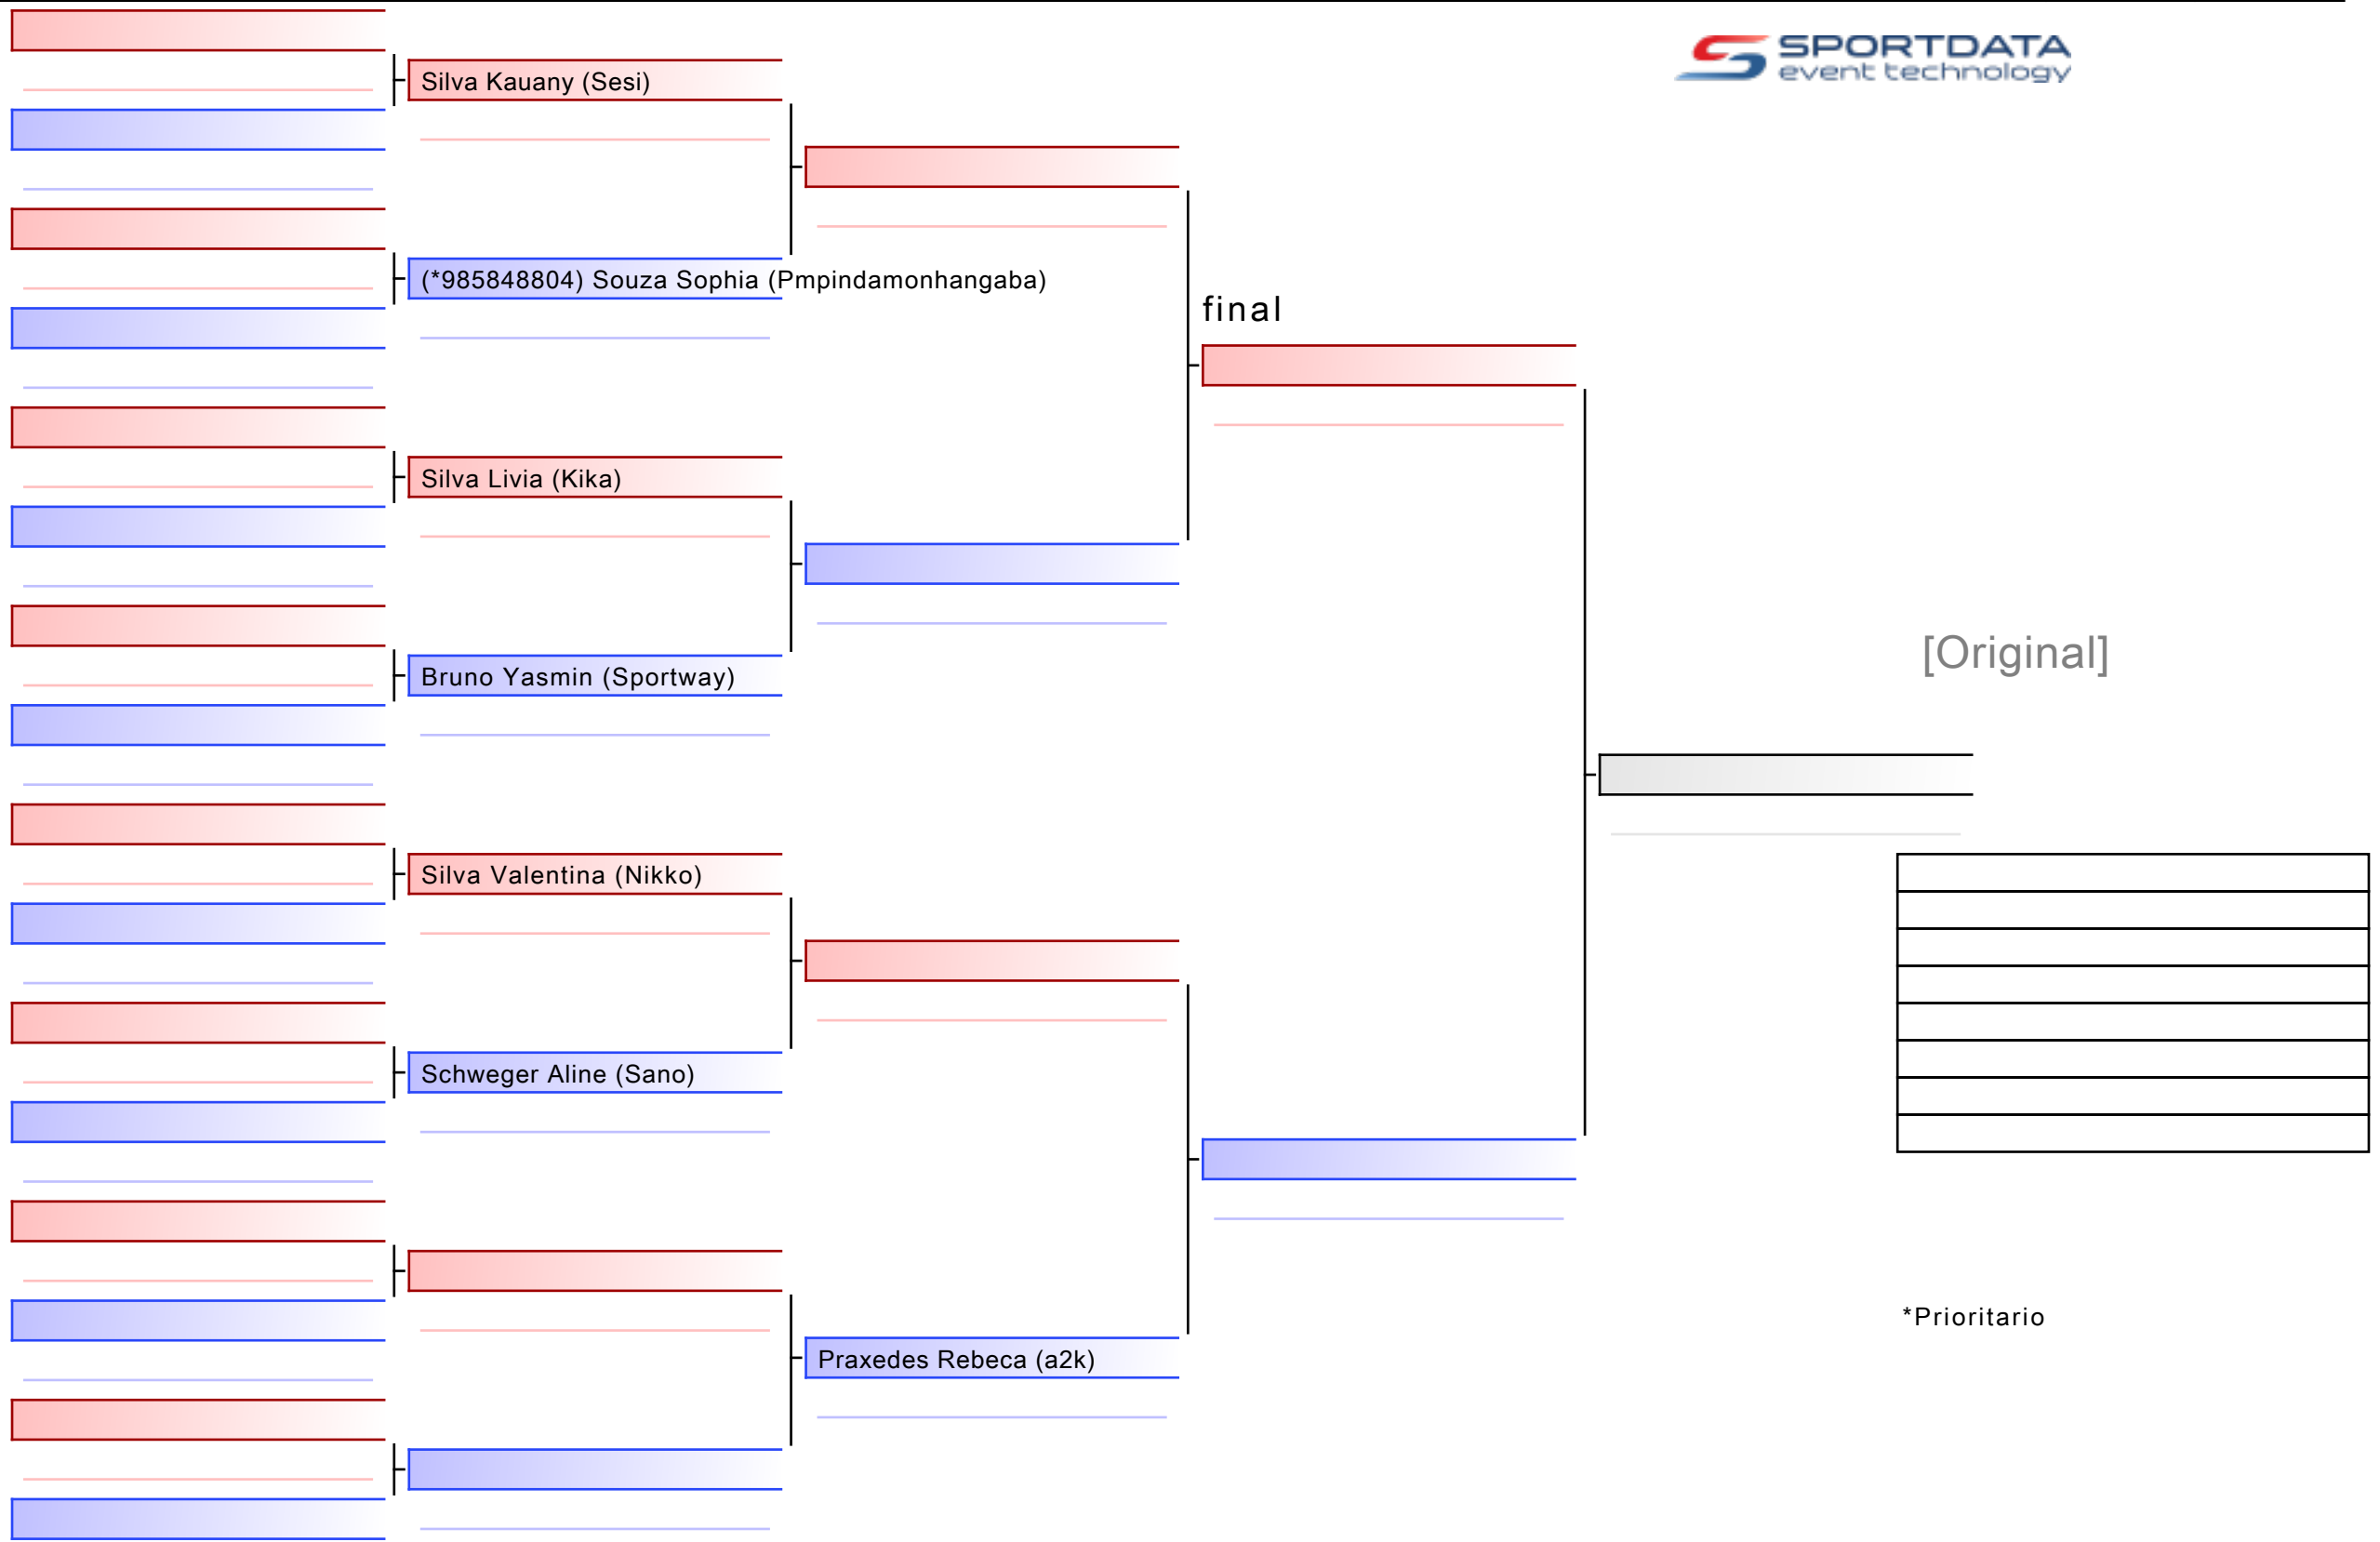 SPORTDATA
event technology
Silva Kauany (Sesi)
(*985848804) Souza Sophia (Pmpindamonhangaba)
final
Silva Livia (Kika)
[Original]
Bruno Yasmin (Sportway)
Silva Valentina (Nikko)
Schweger Aline (Sano)
*Prioritario
Praxedes Rebeca (a2k)